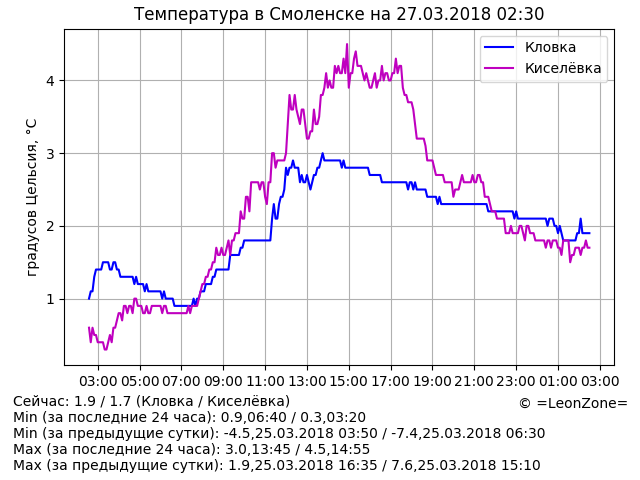 Температура в Смоленске на 27.03.2018 02:30
Кловка
Киселёвка
градусов Цельсия, °C
4
3
2
1
03:00 05:00 07:00 09:00 11:00 13:00 15:00 17:00 19:00 21:00 23:00 01:00 03:00
Сейчас: 1.9 / 1.7 (Кловка / Киселёвка)
© =LeonZone=
Min (за последние 24 часа): 0.9,06:40 / 0.3,03:20
Min (за предыдущие сутки): -4.5,25.03.2018 03:50 / -7.4,25.03.2018 06:30
Max (за последние 24 часа): 3.0,13:45 / 4.5,14:55
Max (за предыдущие сутки): 1.9,25.03.2018 16:35 / 7.6,25.03.2018 15:10